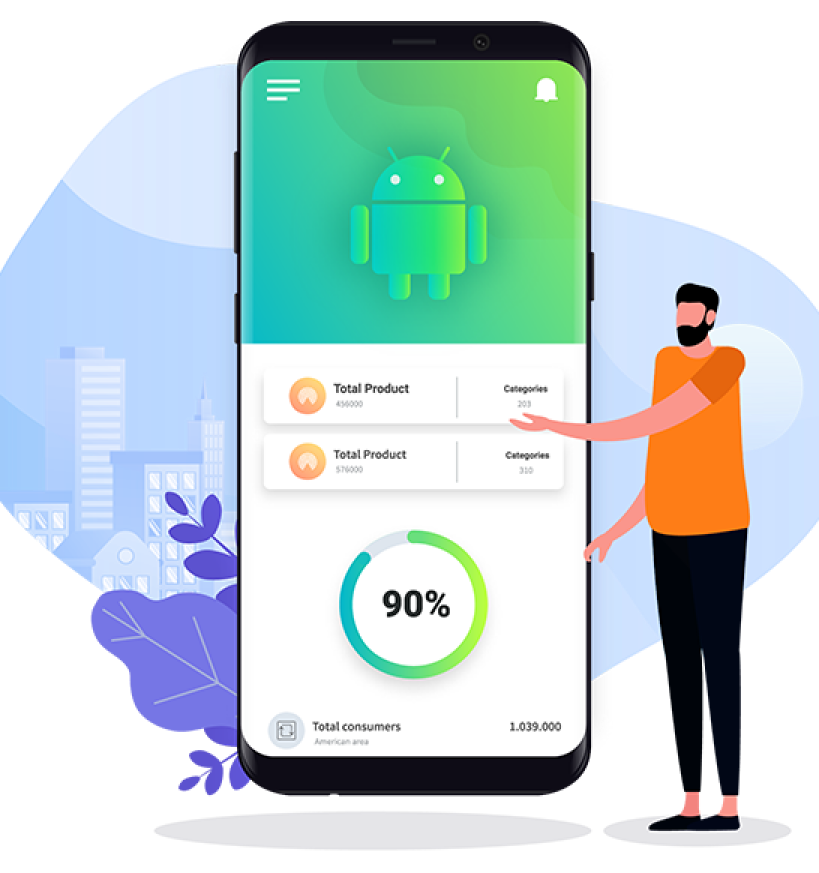 Total Product
456000
Categories
203
Total Product
576000
Categories
310
90%
Total consumers
American area
1.039.000